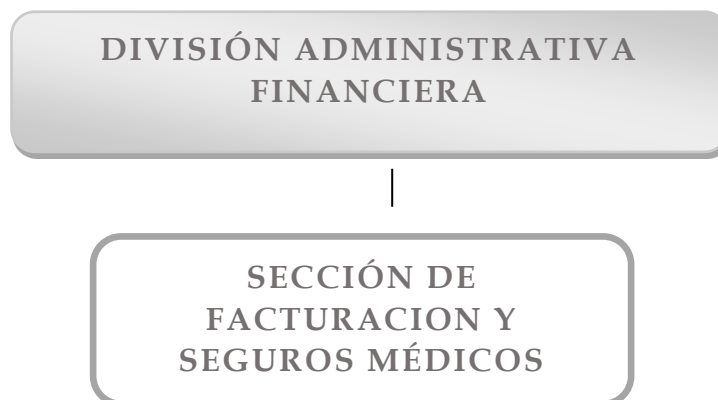 DIVISIÓN ADMINISTRATIVA
FINANCIERA
SECCIÓN DE
FACTURACION Y
SEGUROS MÉDICOS